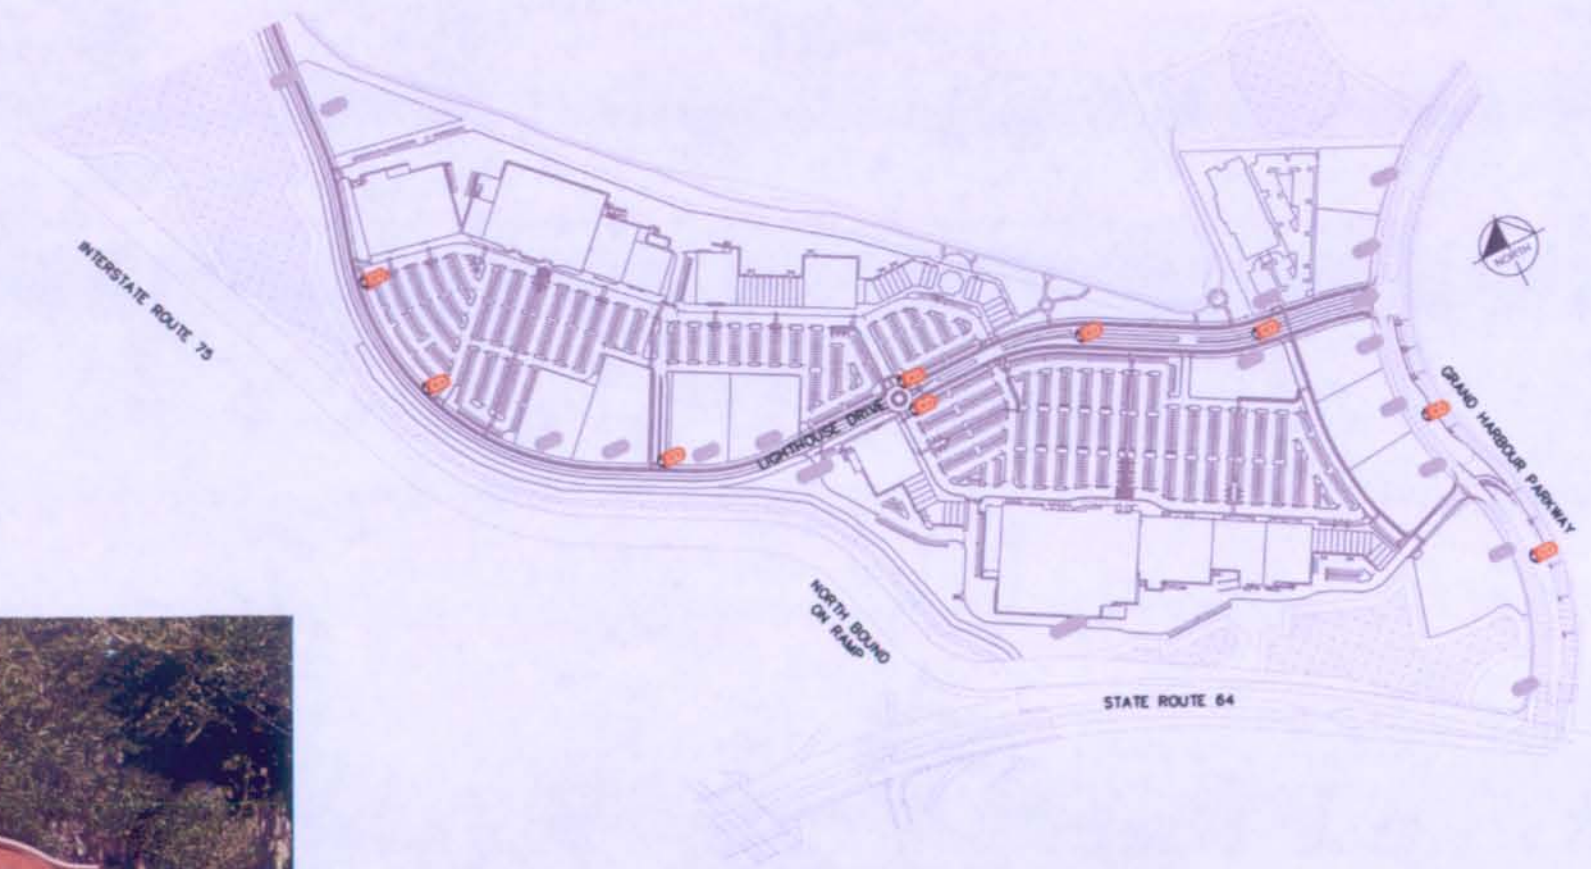 INTERSTATE ROUTE 75
NORTH
LIGHTHOUSE DRIVE
GRAND HARBOUR PARKWAY
NORTH BOUND
ON RAMP
STATE ROUTE 64